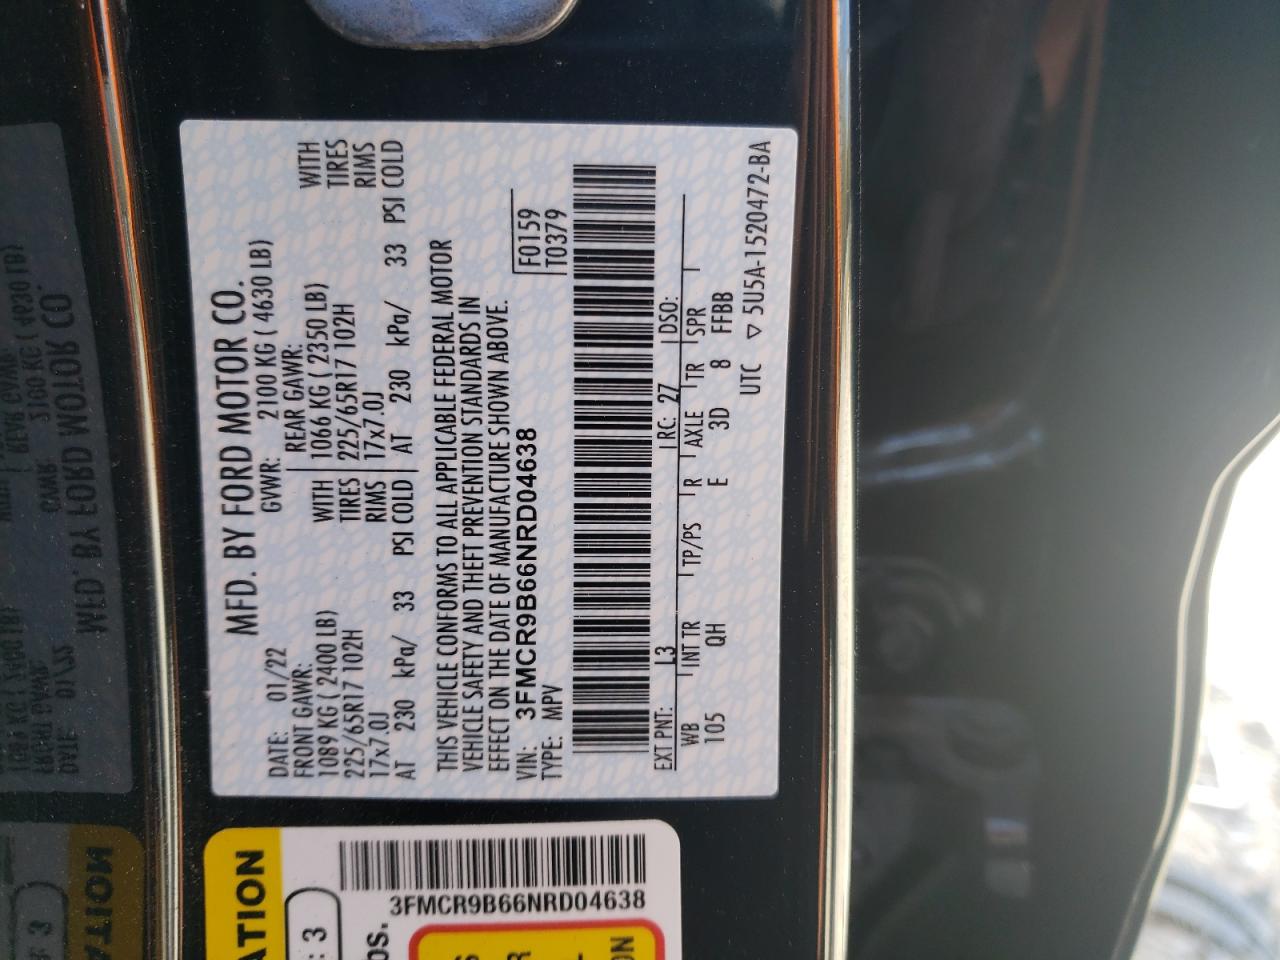 MFD. BY FORD MOTOR CO.
DATE: 01/22 GVWR: 2100 KG ( 4630 LB)
FRONT GAWR: REAR GAWR:
1089 KG ( 2400 LB) WITH 1066 KG ( 2350 LB) WITH
225/65R17 102H TIRES 225/65R17 102H TIRES
17x7.0J RIMS 17x7.0J RIMS
AT 230 kPa/ 33 PSI COLD AT 230 kPa/ 33 PSI COLD
THIS VEHICLE CONFORMS TO ALL APPLICABLE FEDERAL MOTOR
VEHICLE SAFETY AND THEFT PREVENTION STANDARDS IN
EFFECT ON THE DATE OF MANUFACTURE SHOWN ABOVE.
VIN: 3FMCR9B66NRD04638 F0159
TYPE: MPV T0379
EXT PNT: L3 RC: 27 DSO:
WB INT TR TP/PS R AXLE TR SPR
105 QH E 3D 8 FFBB
UTC ▽ 5U5A-1520472-BA
ATION
: 3
3FMCR9B66NRD04638
OS.